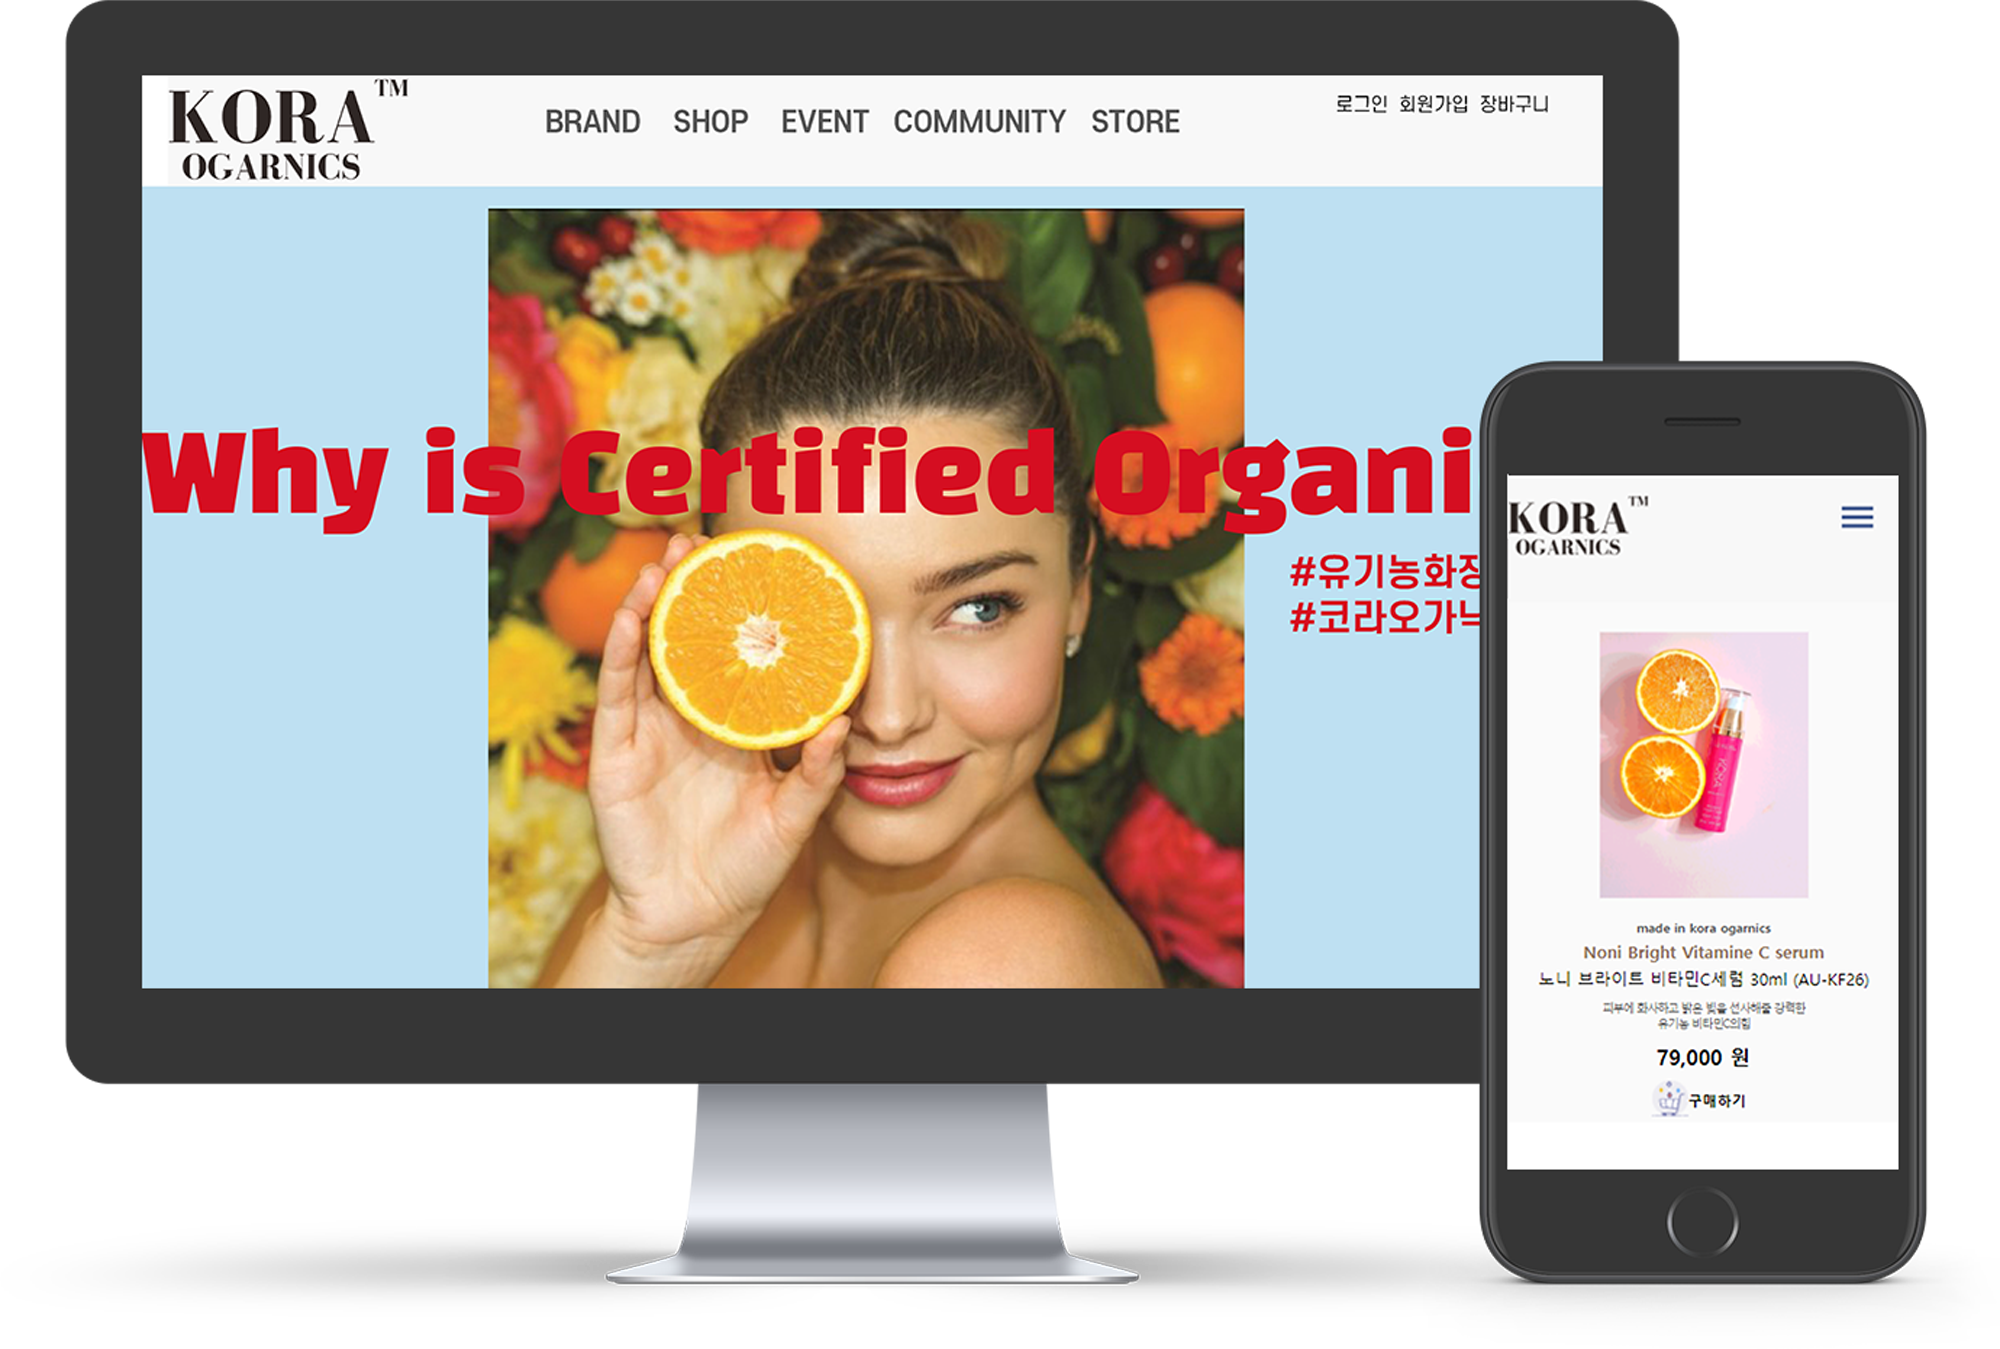 KORA™
OGARNICS
BRAND SHOP EVENT COMMUNITY STORE
로그인 회원가입 장바구니
Why is Certified Organi
#유기농화장
#코라오가닉
KORA™
OGARNICS
KORA
made in kora ogarnics
Noni Bright Vitamine C serum
노니 브라이트 비타민C세럼 30ml (AU-KF26)
피부에 화사하고 밝은 빛을 선사해줄 강력한
유기농 비타민C의힘
79,000 원
구매하기